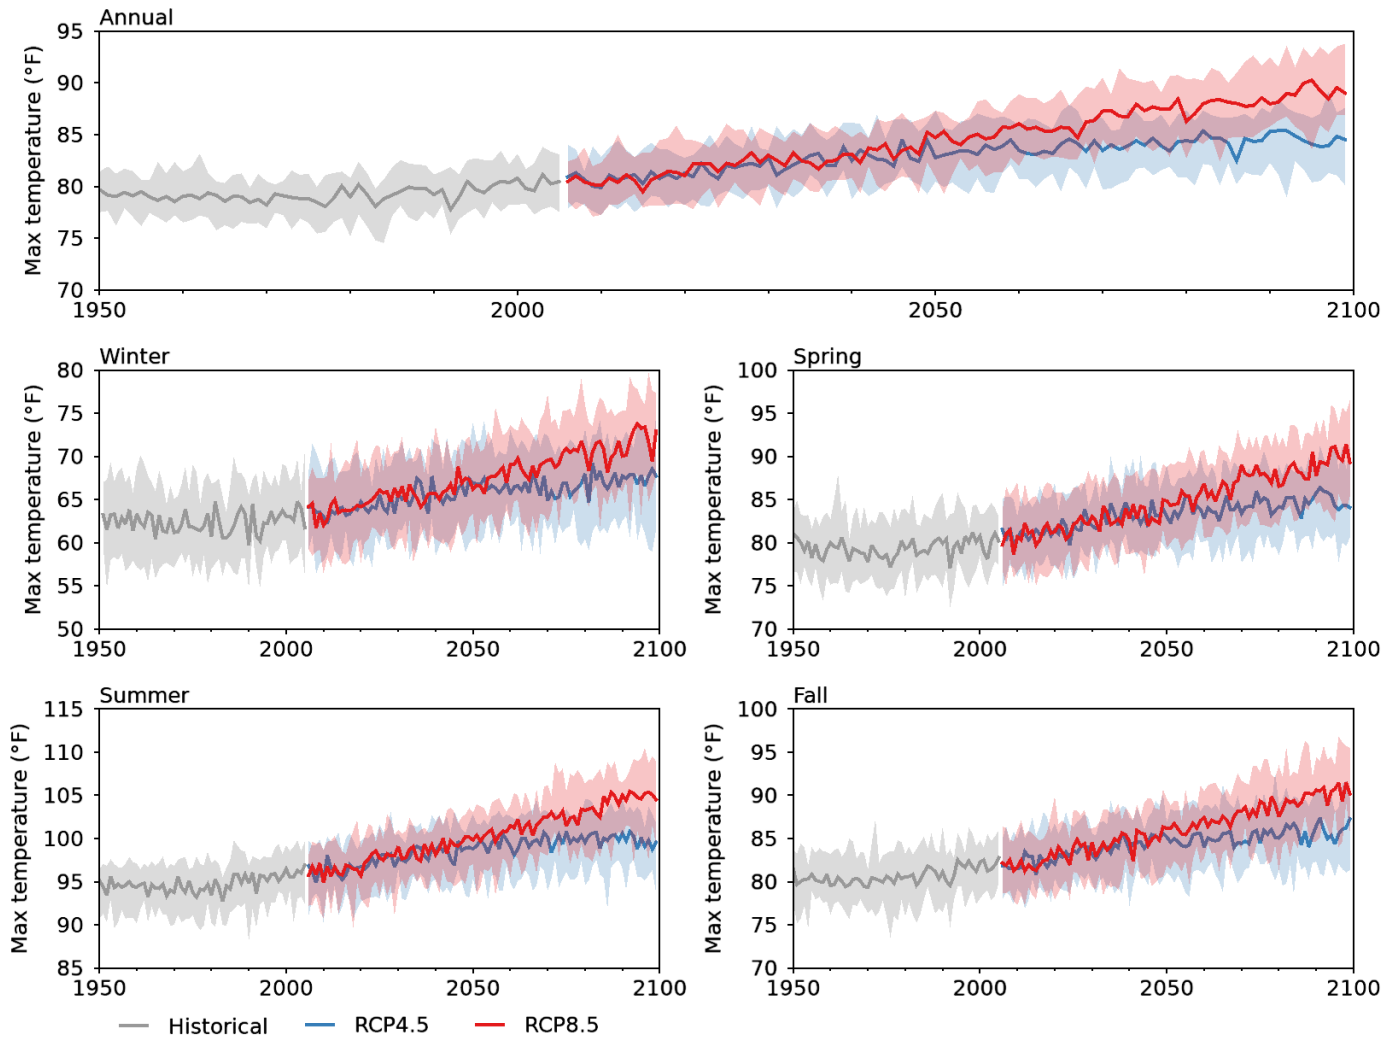 Annual
Max temperature (°F)
95
90
85
80
75
70
1950 2000 2050 2100
Winter
Max temperature (°F)
80
75
70
65
60
55
50
1950 2000 2050 2100
Spring
Max temperature (°F)
100
95
90
85
80
75
70
1950 2000 2050 2100
Summer
Max temperature (°F)
115
110
105
100
95
90
85
1950 2000 2050 2100
Fall
Max temperature (°F)
100
95
90
85
80
75
70
1950 2000 2050 2100
Historical RCP4.5 RCP8.5